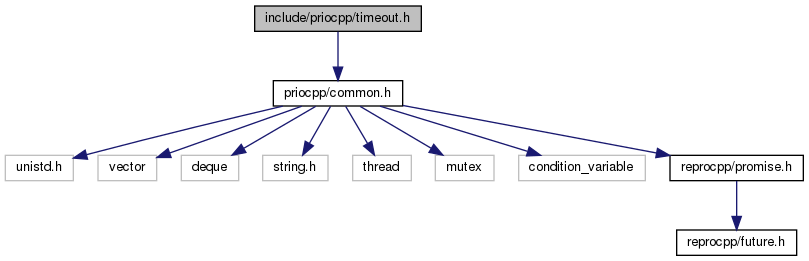 include/priocpp/timeout.h
priocpp/common.h
unistd.h
vector
deque
string.h
thread
mutex
condition_variable
reprocpp/promise.h
reprocpp/future.h